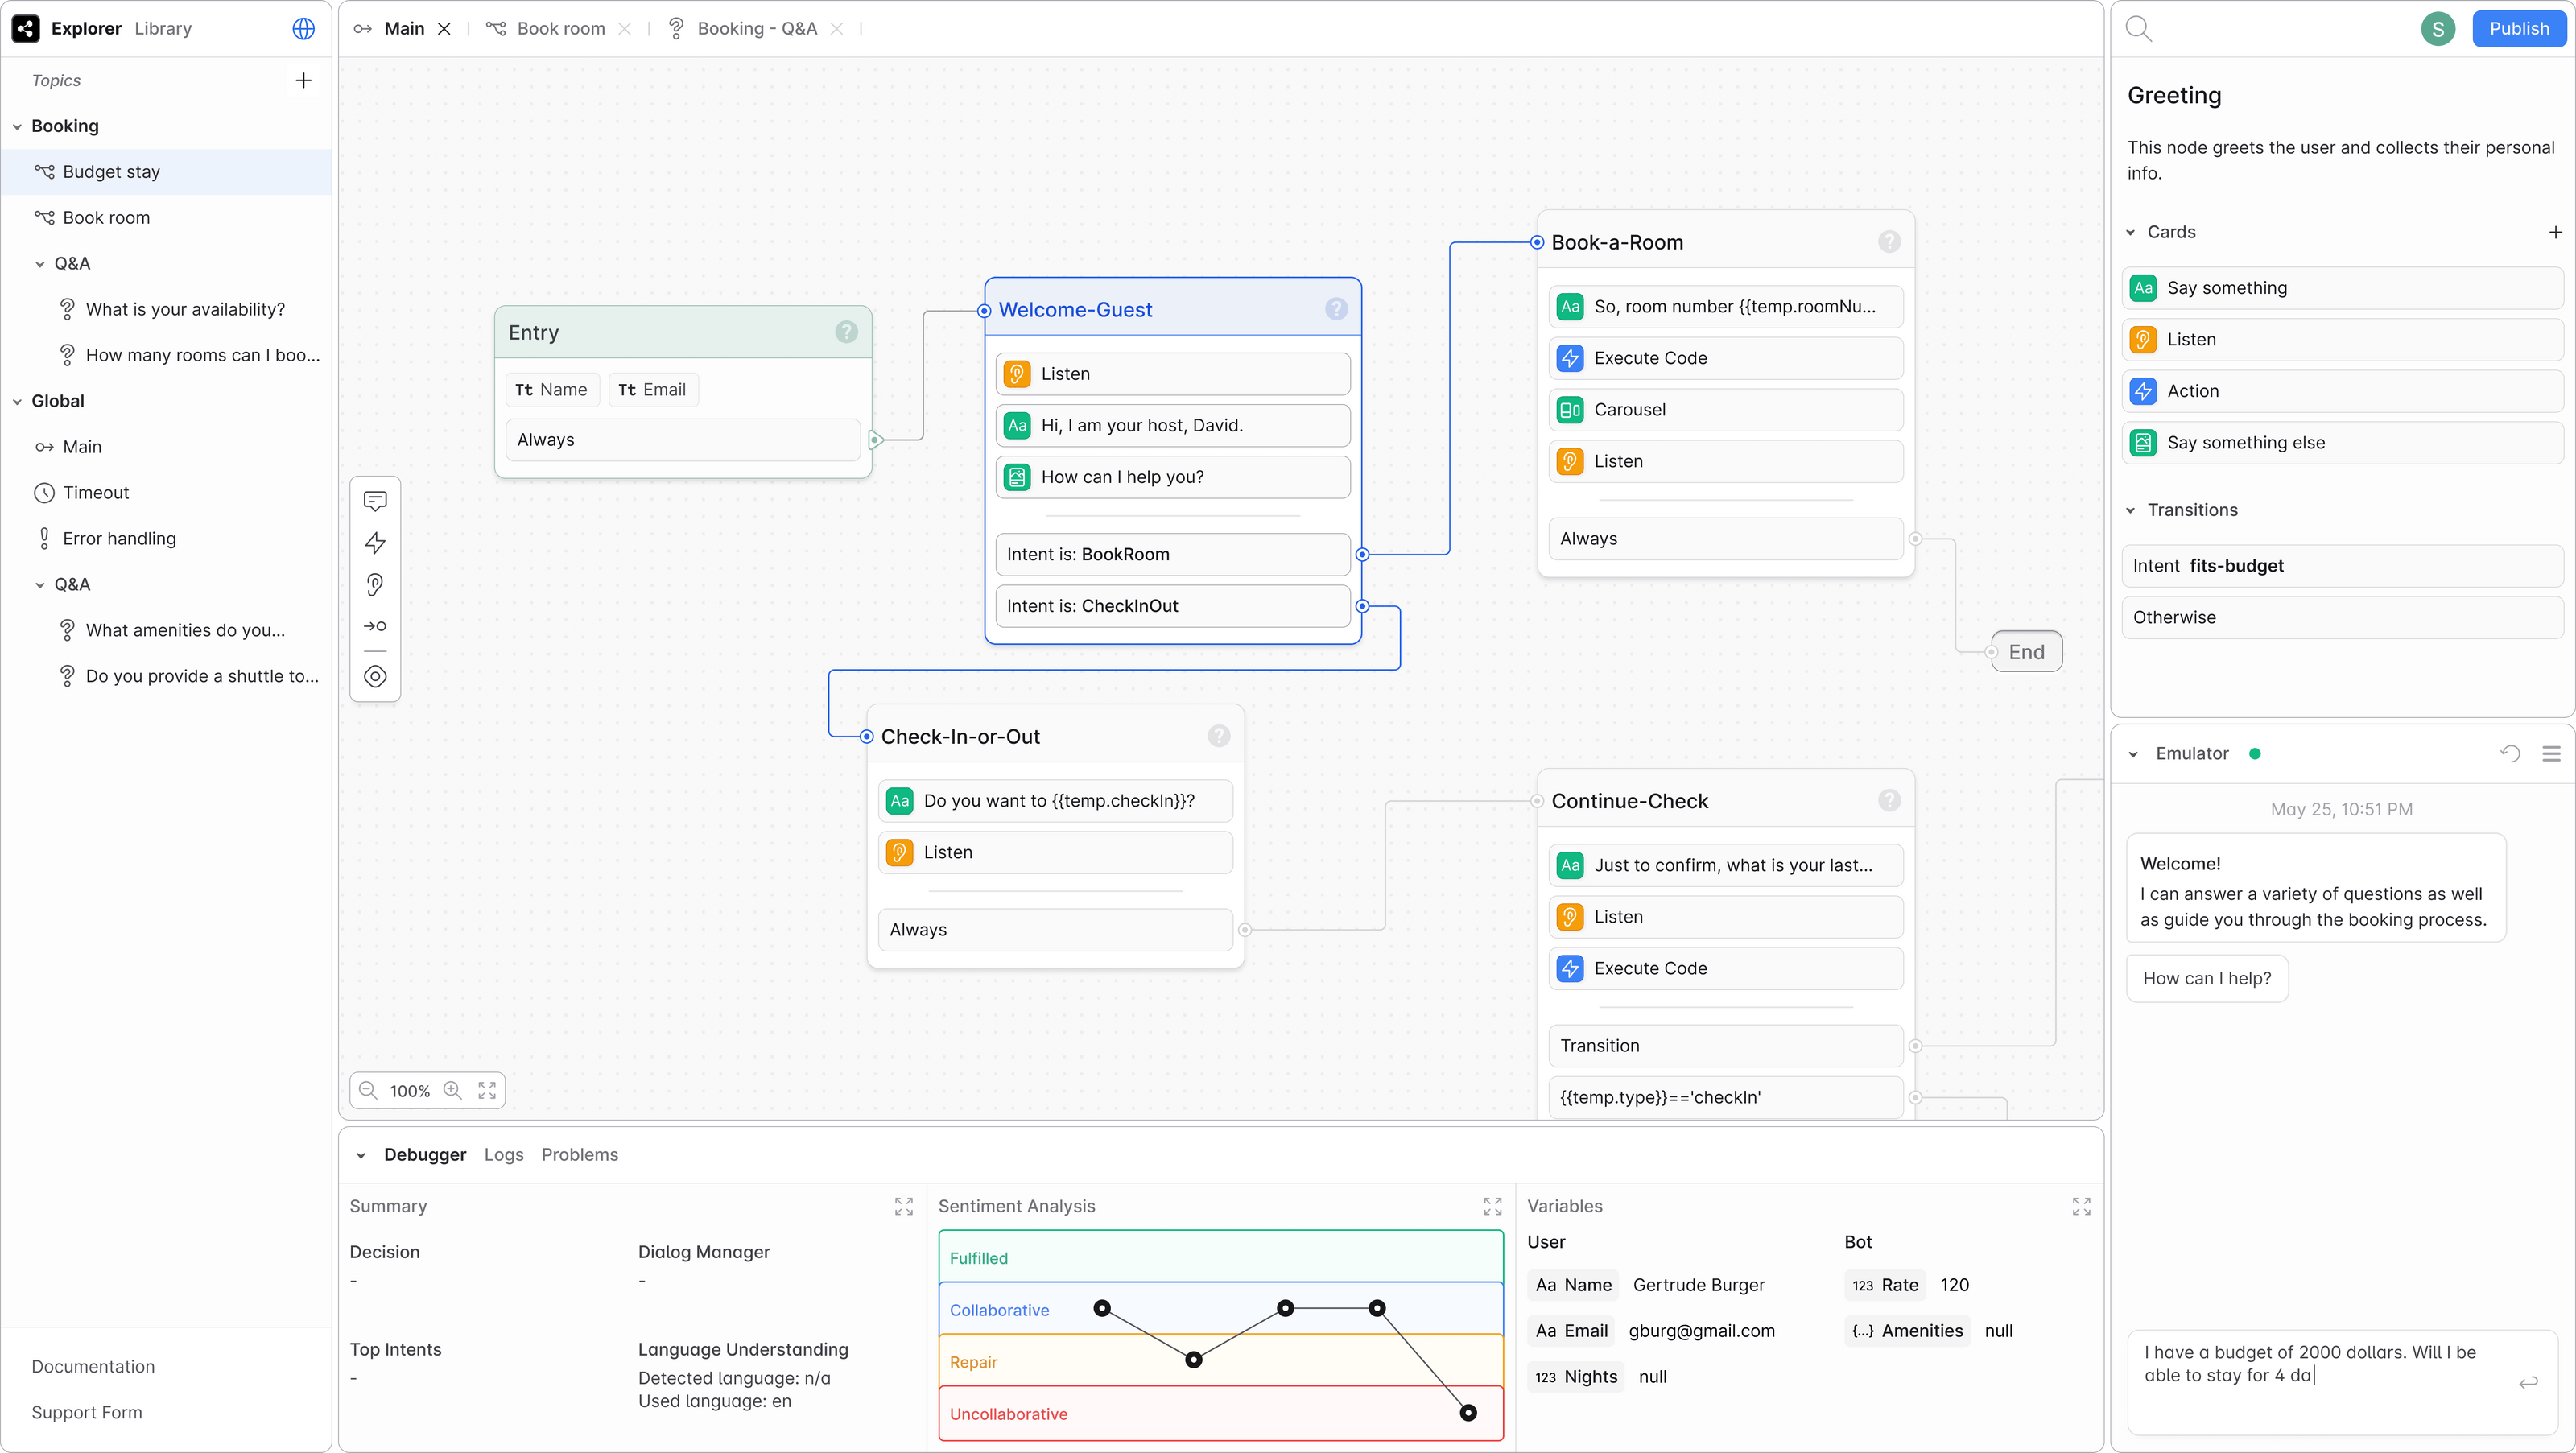 Explorer Library
Topics
Booking
Budget stay
Book room
Q&A
What is your availability?
How many rooms can I boo...
Global
Main
Timeout
Error handling
Q&A
What amenities do you...
Do you provide a shuttle to...
Documentation
Support Form
Main Book room Booking - Q&A
Entry
Tt Name Tt Email
Always
Welcome-Guest
Listen
Aa Hi, I am your host, David.
How can I help you?
Intent is: BookRoom
Intent is: CheckInOut
Book-a-Room
Aa So, room number {{temp.roomNu...
Execute Code
Carousel
Listen
Always
End
Check-In-or-Out
Aa Do you want to {{temp.checkIn}}?
Listen
Always
Continue-Check
Aa Just to confirm, what is your last...
Listen
Execute Code
Transition
{{temp.type}}=='checkIn'
100%
Debugger Logs Problems
Summary
Decision
-
Dialog Manager
-
Top Intents
-
Language Understanding
Detected language: n/a
Used language: en
Sentiment Analysis
Fulfilled
Collaborative
Repair
Uncollaborative
Variables
User
Aa Name Gertrude Burger
Aa Email gburg@gmail.com
123 Nights null
Bot
123 Rate 120
{...} Amenities null
S Publish
Greeting
This node greets the user and collects their personal
info.
Cards
Aa Say something
Listen
Action
Say something else
Transitions
Intent fits-budget
Otherwise
Emulator
May 25, 10:51 PM
Welcome!
I can answer a variety of questions as well
as guide you through the booking process.
How can I help?
I have a budget of 2000 dollars. Will I be
able to stay for 4 da